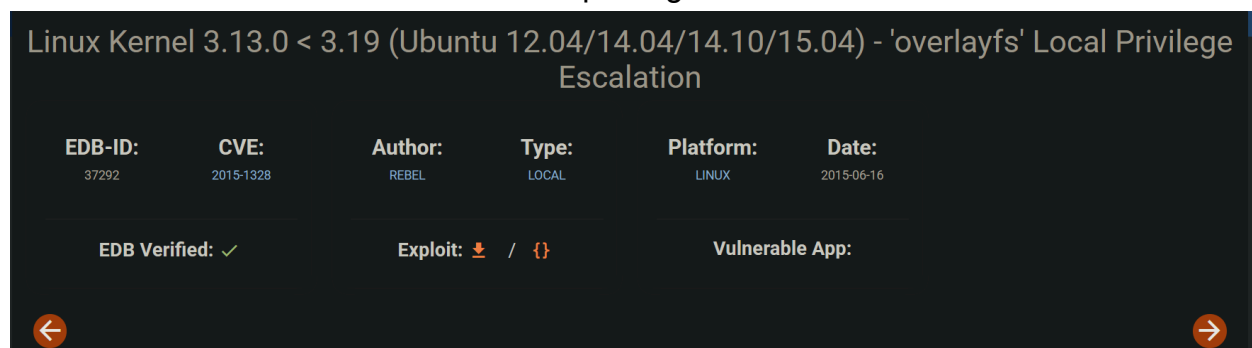 Linux Kernel 3.13.0 < 3.19 (Ubuntu 12.04/14.04/14.10/15.04) - 'overlayfs' Local Privilege
Escalation
EDB-ID: CVE: Author: Type: Platform: Date:
37292 2015-1328 REBEL LOCAL LINUX 2015-06-16
EDB Verified: ✓ Exploit: / {} Vulnerable App: